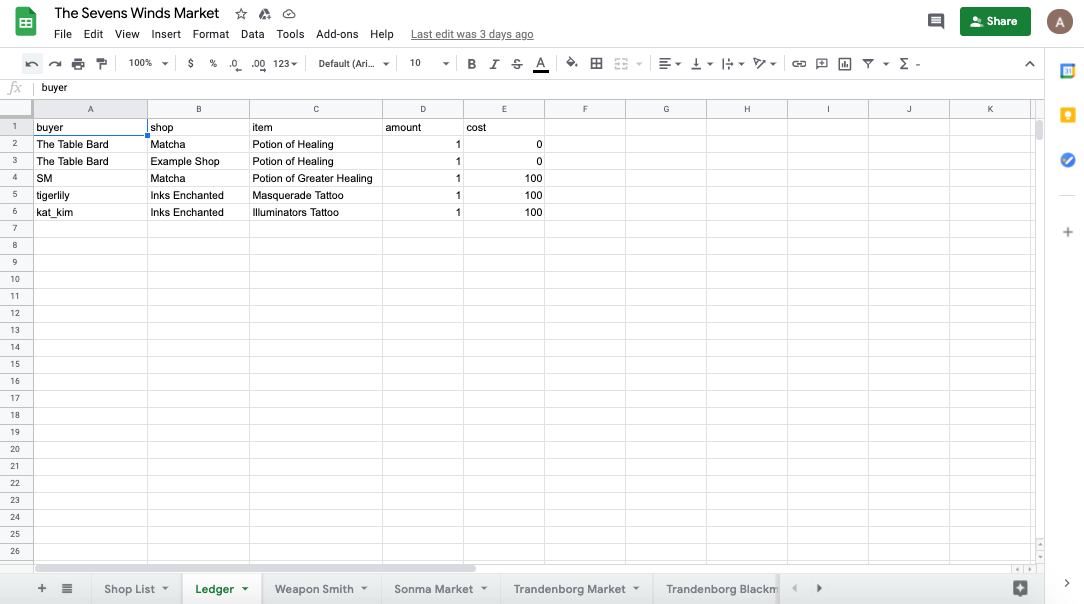 The Sevens Winds Market
File Edit View Insert Format Data Tools Add-ons Help Last edit was 3 days ago
Share
A
100% $ % .0 .00 123 Default (Ari... 10 B I S A
31
fx buyer
A B C D E F G H I J K
1 buyer shop item amount cost
2 The Table Bard Matcha Potion of Healing 1 0
3 The Table Bard Example Shop Potion of Healing 1 0
4 SM Matcha Potion of Greater Healing 1 100
5 tigerlily Inks Enchanted Masquerade Tattoo 1 100
6 kat_kim Inks Enchanted Illuminators Tattoo 1 100
7
8
9
10
11
12
13
14
15
16
17
18
19
20
21
22
23
24
25
26
Shop List Ledger Weapon Smith Sonma Market Trandenborg Market Trandenborg Blackm